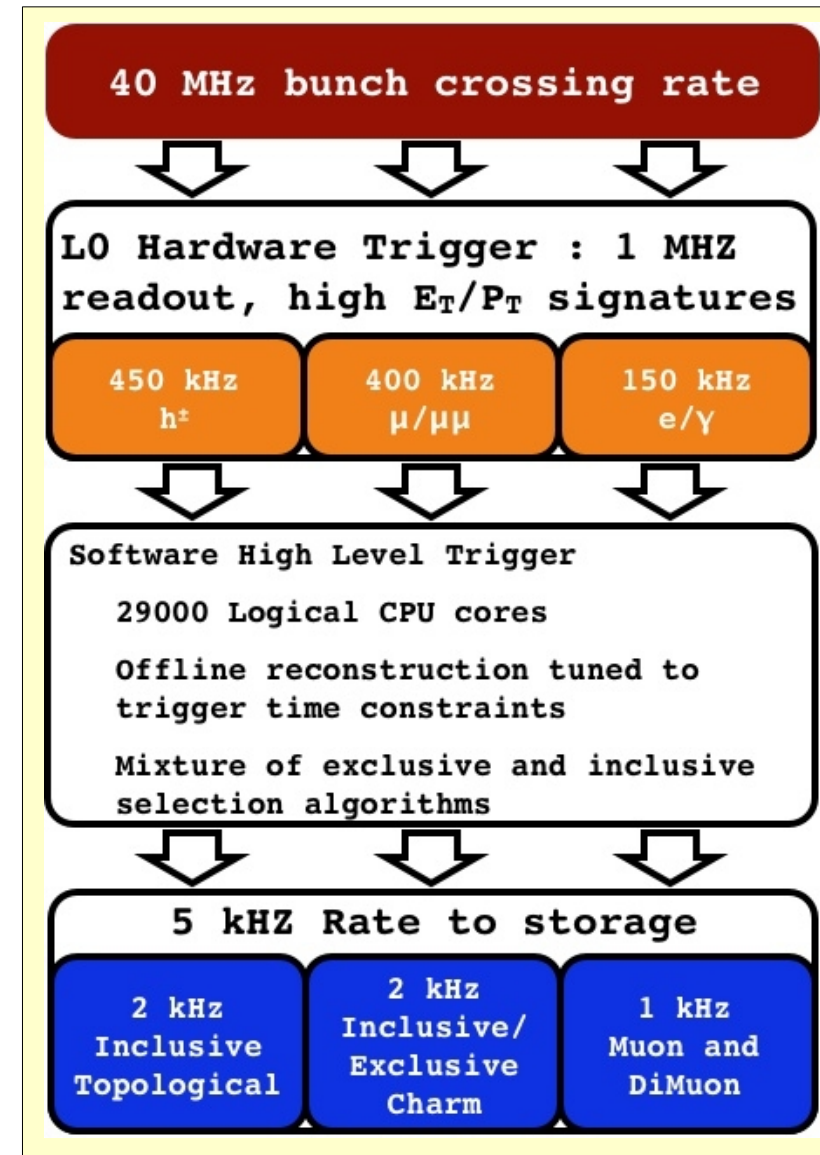 40 MHz bunch crossing rate
L0 Hardware Trigger : 1 MHZ
readout, high E_T/P_T signatures
450 kHz
h±
400 kHz
μ/μμ
150 kHz
e/γ
Software High Level Trigger
29000 Logical CPU cores
Offline reconstruction tuned to
trigger time constraints
Mixture of exclusive and inclusive
selection algorithms
5 kHZ Rate to storage
2 kHz
Inclusive
Topological
2 kHz
Inclusive/
Exclusive
Charm
1 kHz
Muon and
DiMuon